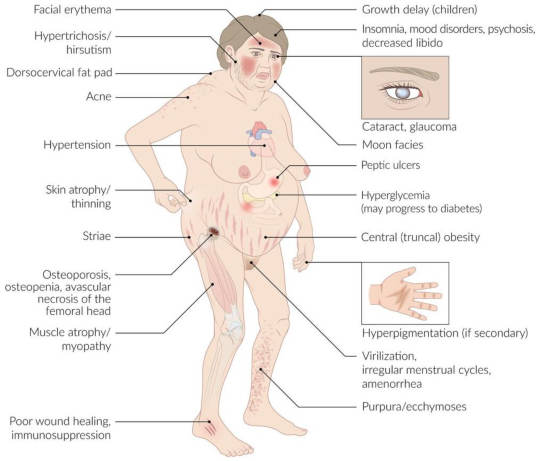 Facial erythema
Hypertrichosis/
hirsutism
Dorsocervical fat pad
Acne
Hypertension
Skin atrophy/
thinning
Striae
Osteoporosis,
osteopenia, avascular
necrosis of the
femoral head
Muscle atrophy/
myopathy
Poor wound healing,
immunosuppression
Growth delay (children)
Insomnia, mood disorders, psychosis,
decreased libido
Cataract, glaucoma
Moon facies
Peptic ulcers
Hyperglycemia
(may progress to diabetes)
Central (truncal) obesity
Hyperpigmentation (if secondary)
Virilization,
irregular menstrual cycles,
amenorrhea
Purpura/ecchymoses